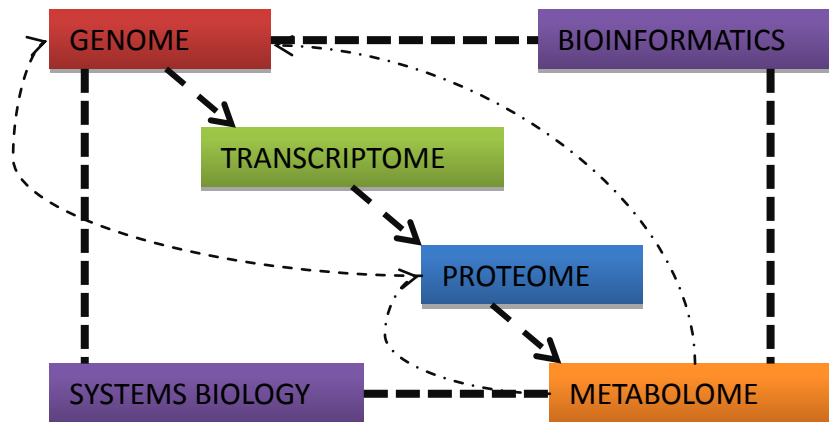 GENOME
BIOINFORMATICS
TRANSCRIPTOME
PROTEOME
SYSTEMS BIOLOGY
METABOLOME